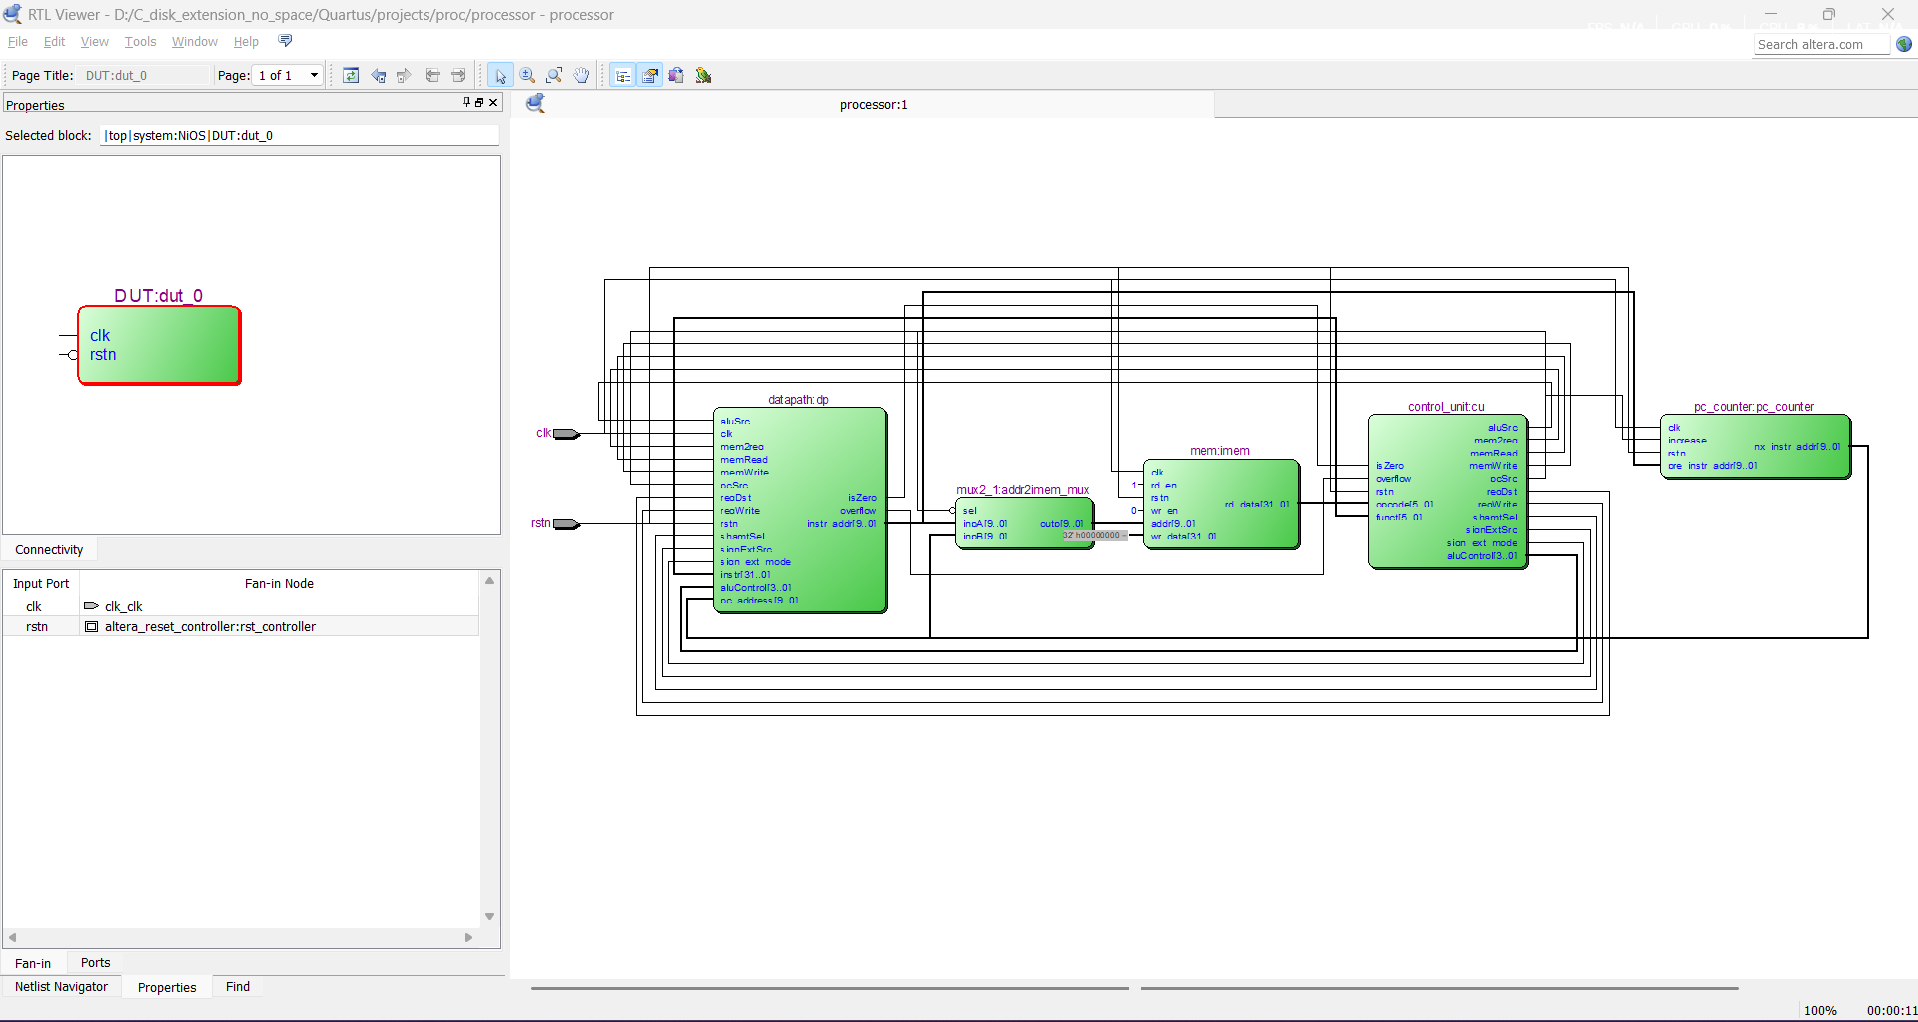 RTL Viewer - D:/C_disk_extension_no_space/Quartus/projects/proc/processor - processor
File Edit View Tools Window Help
Search altera.com
Page Title: DUT:dut_0 Page: 1 of 1
Properties
processor:1
Selected block: |top|system:NiOS|DUT:dut_0
DUT:dut_0
clk
rstn
Connectivity
Input Port Fan-in Node
clk clk_clk
rstn altera_reset_controller:rst_controller
Fan-in Ports
Netlist Navigator Properties Find
clk
rstn
datapath:dp
aluSrc
clk
mem2reg
memRead
memWrite
pcSrc
regDst isZero
regWrite overflow
rstn instr_addr[9..0]
shamtSel
signExtSrc
sign_ext_mode
instr[31..0]
aluControl[3..0]
pc_address[9..0]
mux2_1:addr2imem_mux
sel
inpA[9..0] outp[9..0]
inpB[9..0]
32'h00000000
mem:imem
clk
1 rd_en
rstn rd_data[31..0]
0 wr_en
addr[9..0]
wr_data[31..0]
control_unit:cu
aluSrc
mem2reg
memRead
isZero memWrite
overflow pcSrc
rstn regDst
opcode[5..0] regWrite
funct[5..0] shamtSel
signExtSrc
sign_ext_mode
aluControl[3..0]
pc_counter:pc_counter
clk
increase nx_instr_addr[9..0]
rstn
pre_instr_addr[9..0]
100% 00:00:11